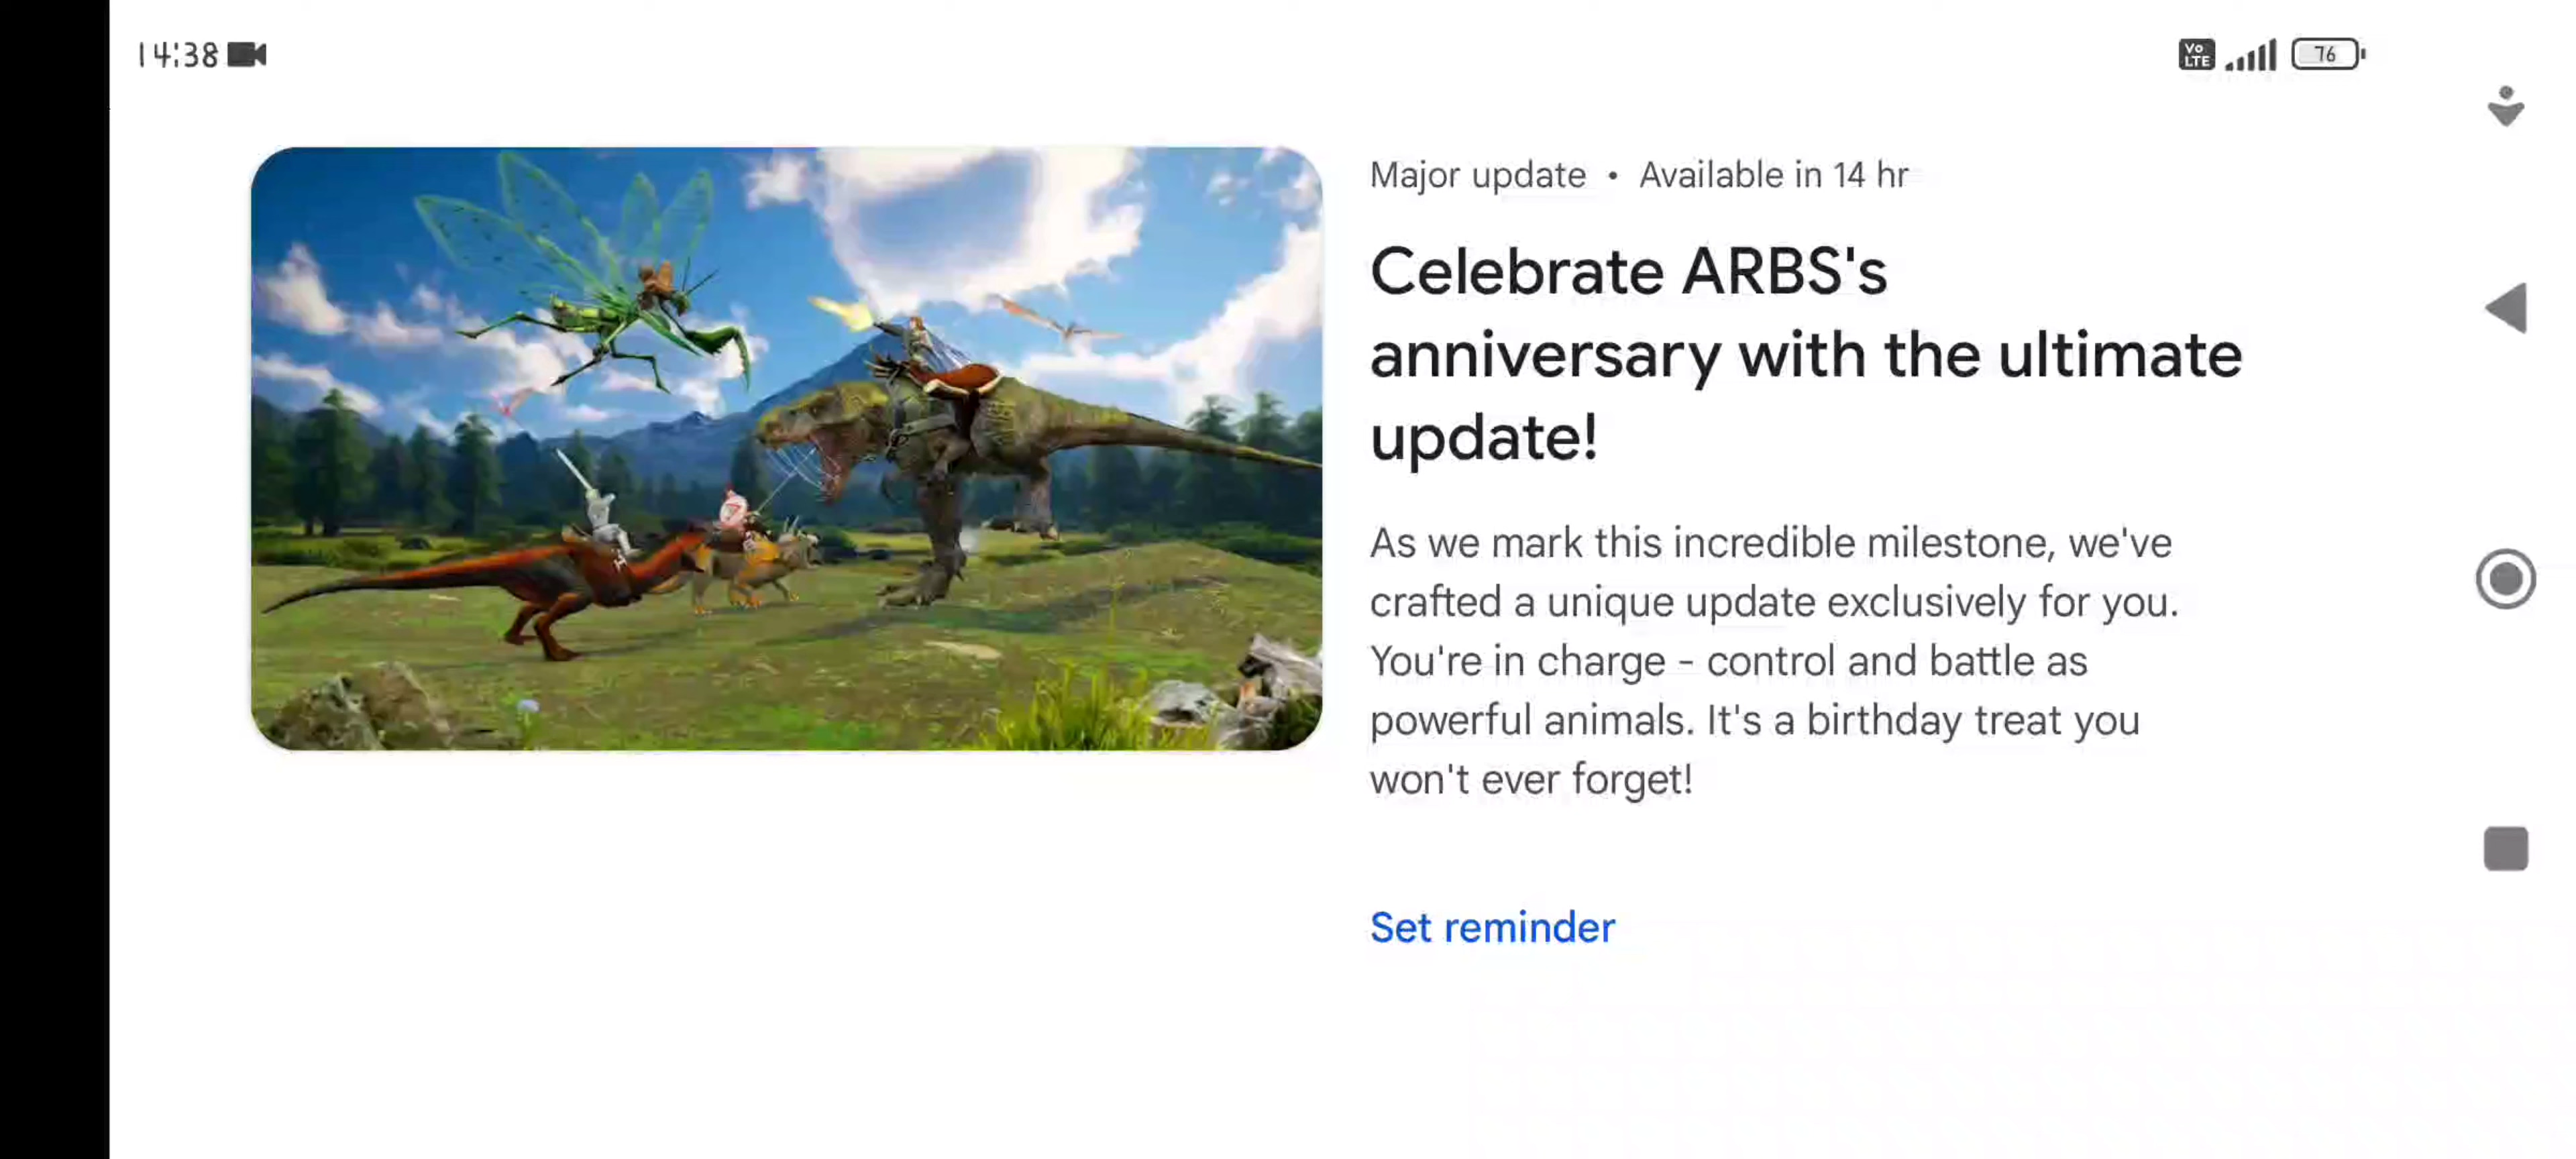 14:38
Vo
LTE
76
Major update • Available in 14 hr
Celebrate ARBS's
anniversary with the ultimate
update!
As we mark this incredible milestone, we've
crafted a unique update exclusively for you.
You're in charge - control and battle as
powerful animals. It's a birthday treat you
won't ever forget!
Set reminder